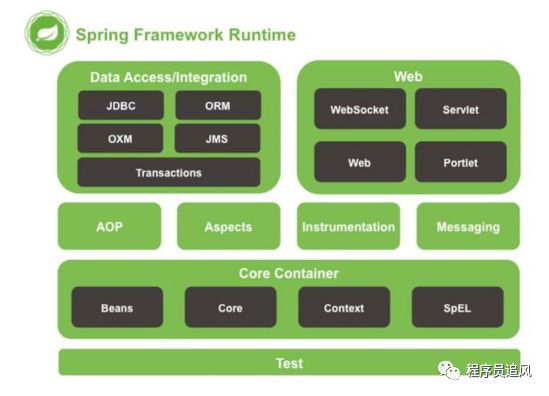 Spring Framework Runtime
Data Access/Integration
JDBC
ORM
OXM
JMS
Transactions
Web
WebSocket
Servlet
Web
Portlet
AOP
Aspects
Instrumentation
Messaging
Core Container
Beans
Core
Context
SpEL
Test
程序员追风